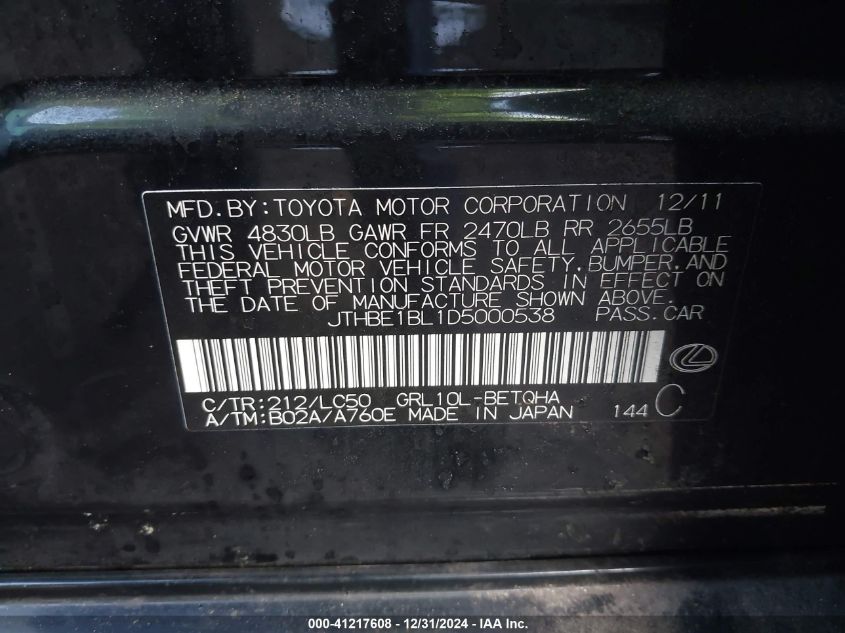 MFD. BY: TOYOTA MOTOR CORPORATION 12/11
GVWR 4830LB GAWR FR 2470LB RR 2655LB
THIS VEHICLE CONFORMS TO ALL APPLICABLE
FEDERAL MOTOR VEHICLE SAFETY, BUMPER, AND
THEFT PREVENTION STANDARDS IN EFFECT ON
THE DATE OF MANUFACTURE SHOWN ABOVE.
JTHBE1BL1D5000538 PASS. CAR
C/TR: 212/LC50 GRL10L-BETQHA
A/TM: B02A/A760E MADE IN JAPAN 144 C
000-41217608 - 12/31/2024 - IAA Inc.